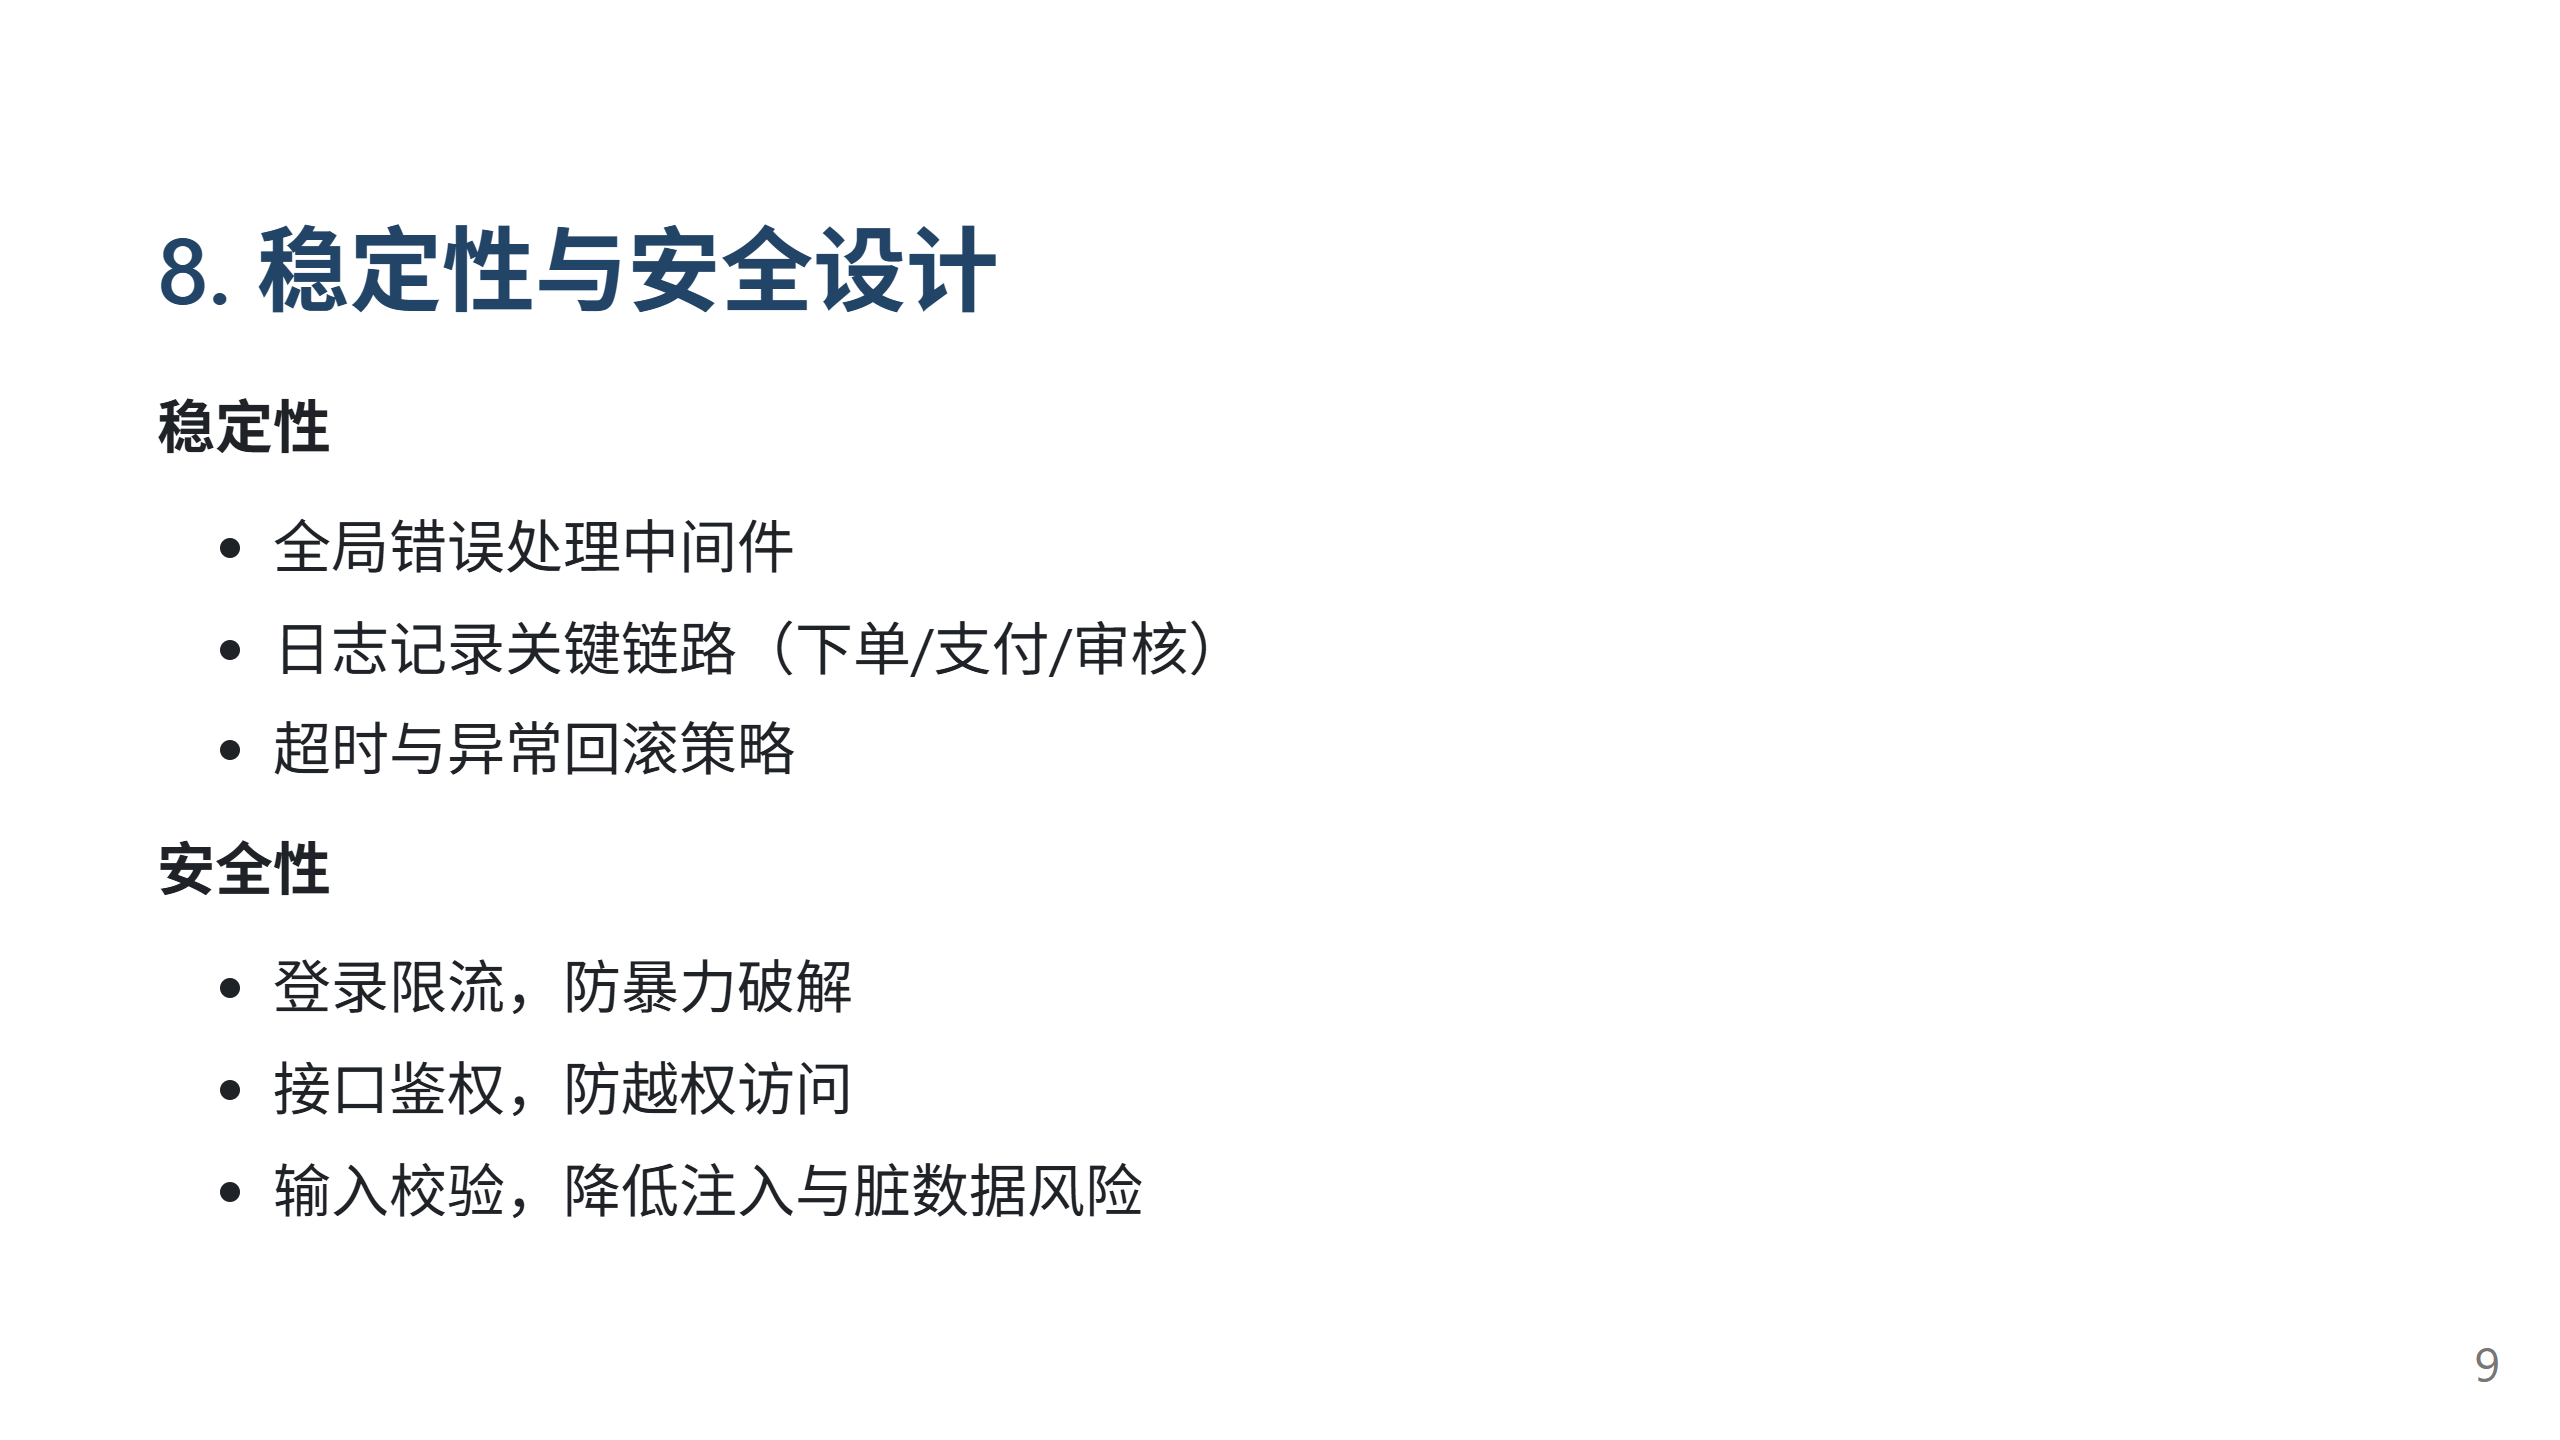 8. 稳定性与安全设计
稳定性
• 全局错误处理中间件
• 日志记录关键链路（下单/支付/审核）
• 超时与异常回滚策略
安全性
• 登录限流，防暴力破解
• 接口鉴权，防越权访问
• 输入校验，降低注入与脏数据风险
9